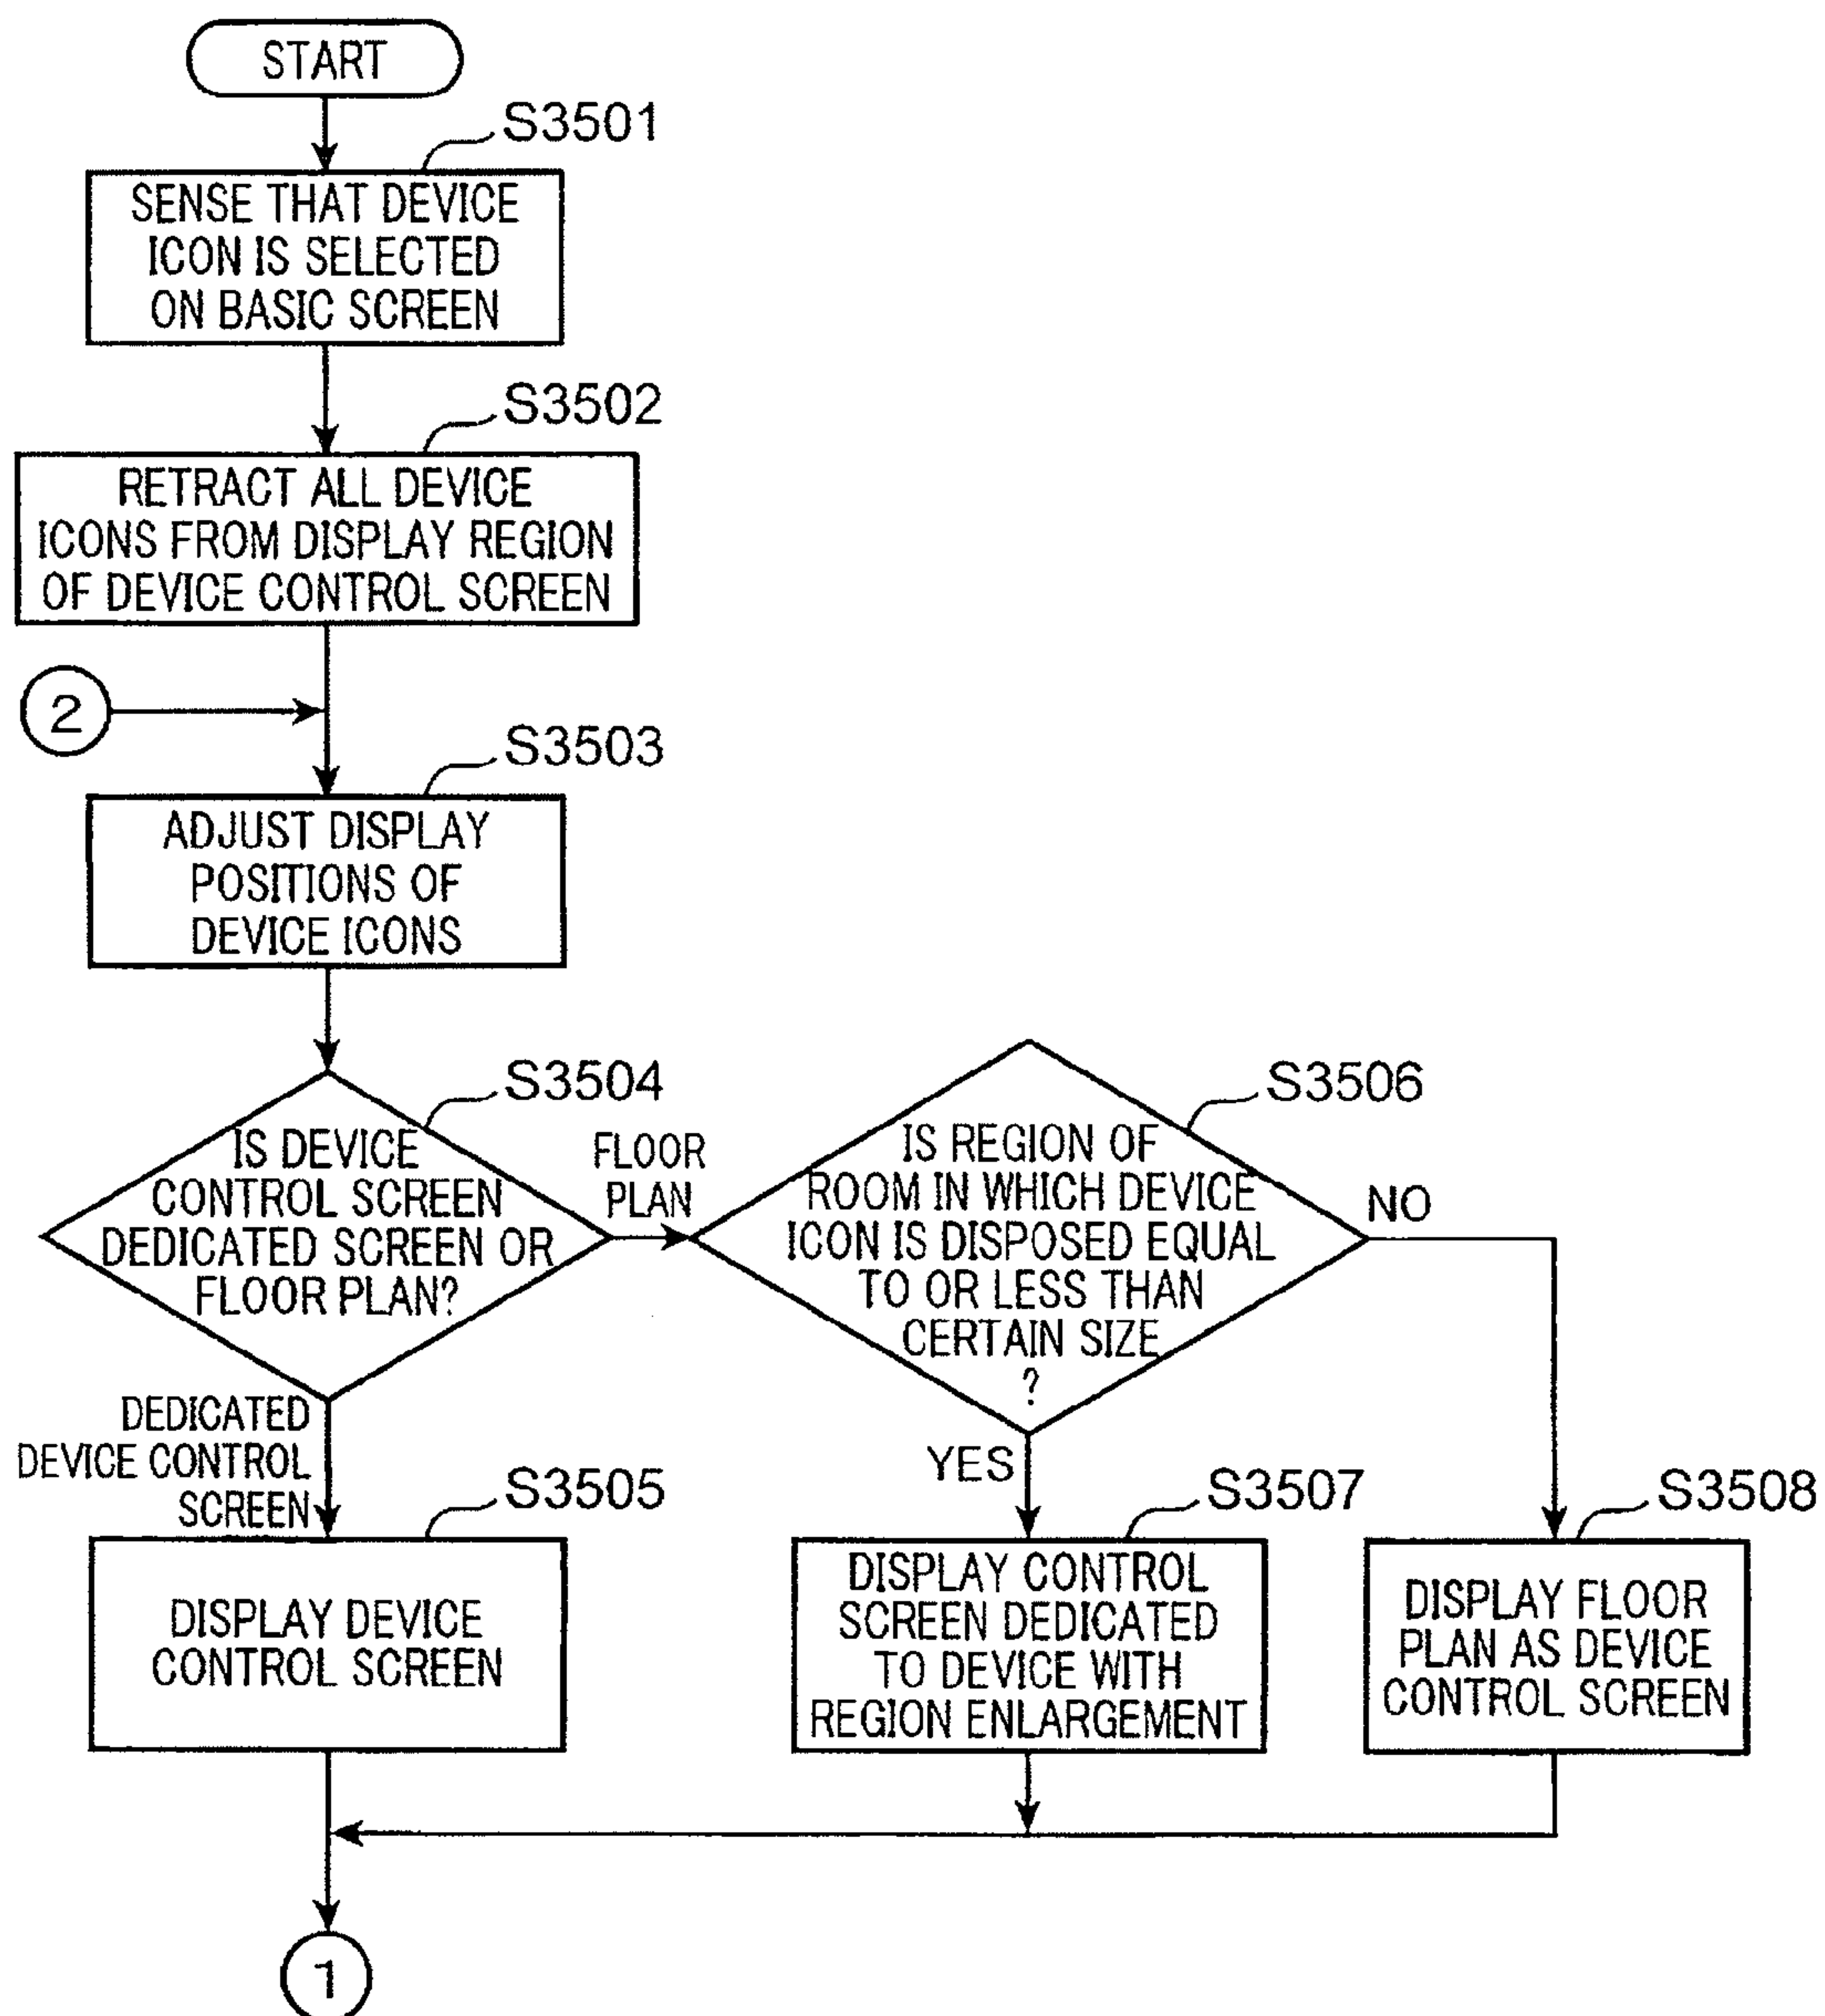 START
S3501
SENSE THAT DEVICE
ICON IS SELECTED
ON BASIC SCREEN
S3502
RETRACT ALL DEVICE
ICONS FROM DISPLAY REGION
OF DEVICE CONTROL SCREEN
2
S3503
ADJUST DISPLAY
POSITIONS OF
DEVICE ICONS
S3504
IS DEVICE
CONTROL SCREEN
DEDICATED SCREEN OR
FLOOR PLAN?
FLOOR
PLAN
S3506
IS REGION OF
ROOM IN WHICH DEVICE
ICON IS DISPOSED EQUAL
TO OR LESS THAN
CERTAIN SIZE
?
NO
DEDICATED
DEVICE CONTROL
SCREEN
YES
S3505
DISPLAY DEVICE
CONTROL SCREEN
S3507
DISPLAY CONTROL
SCREEN DEDICATED
TO DEVICE WITH
REGION ENLARGEMENT
S3508
DISPLAY FLOOR
PLAN AS DEVICE
CONTROL SCREEN
1